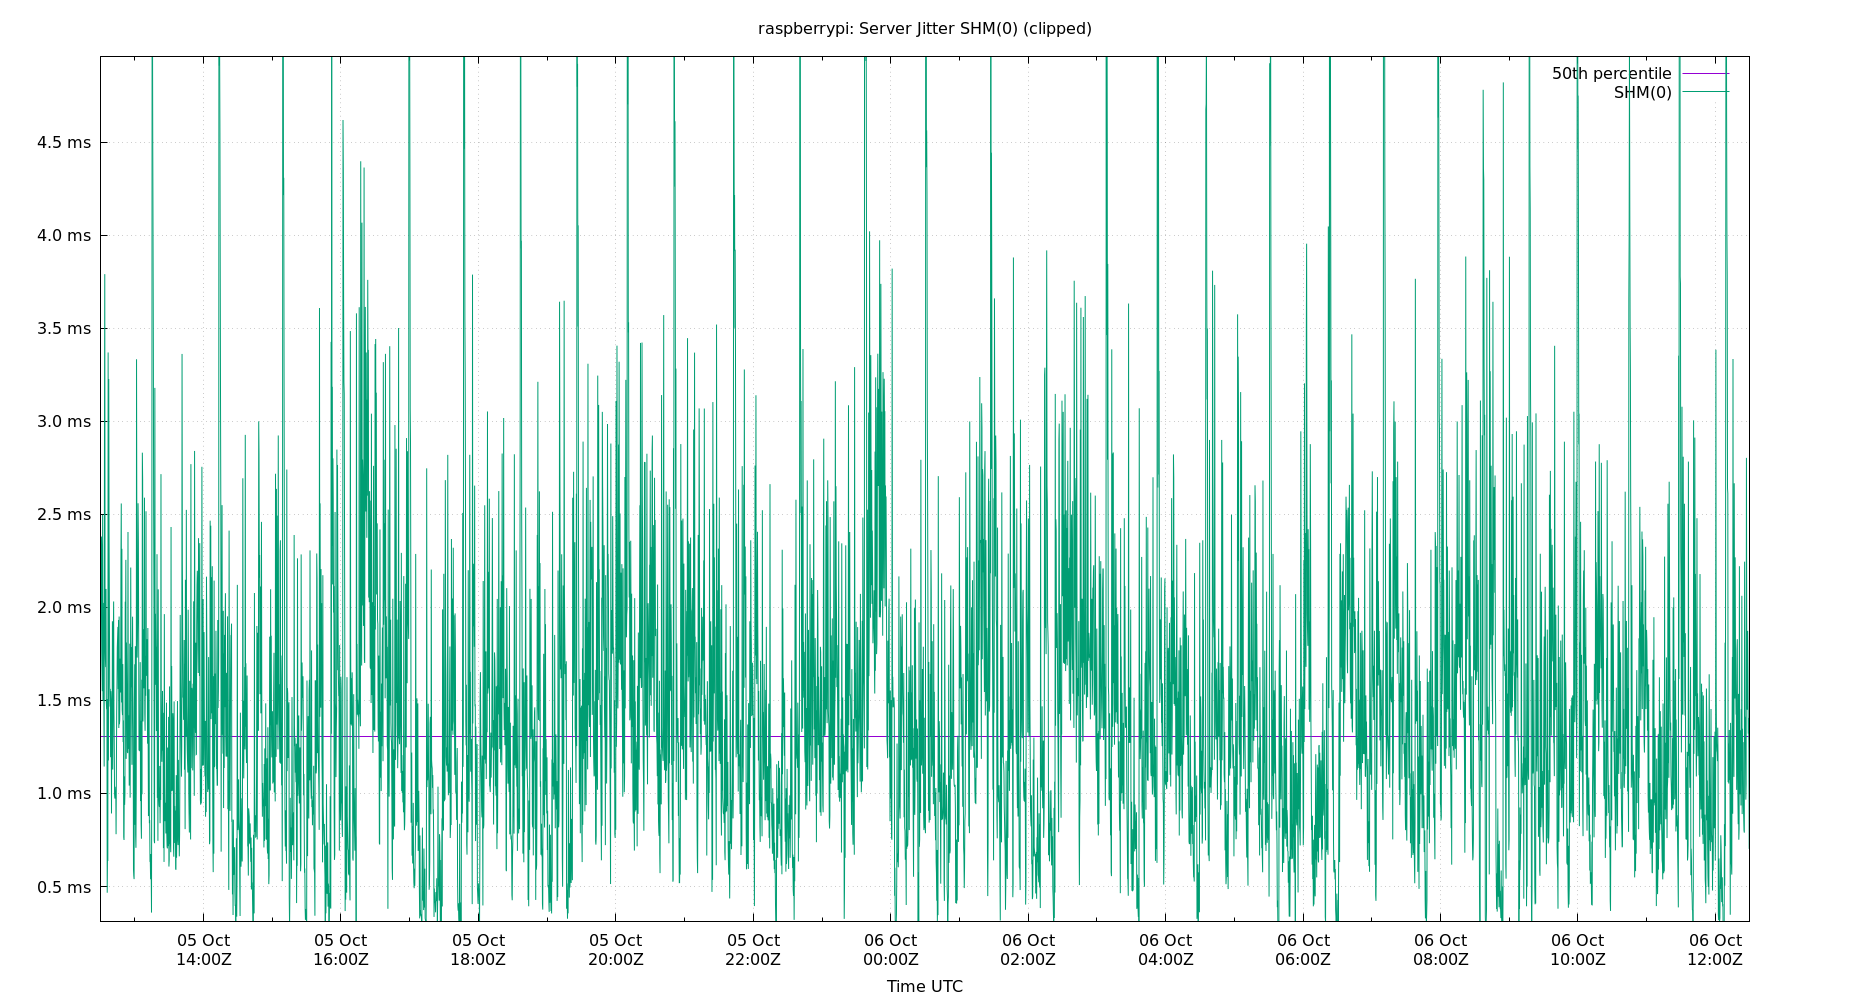 raspberrypi: Server Jitter SHM(0) (clipped)
50th percentile
SHM(0)
4.5 ms
4.0 ms
3.5 ms
3.0 ms
2.5 ms
2.0 ms
1.5 ms
1.0 ms
0.5 ms
05 Oct 05 Oct 05 Oct 05 Oct 05 Oct 06 Oct 06 Oct 06 Oct 06 Oct 06 Oct 06 Oct 06 Oct
14:00Z 16:00Z 18:00Z 20:00Z 22:00Z 00:00Z 02:00Z 04:00Z 06:00Z 08:00Z 10:00Z 12:00Z
Time UTC